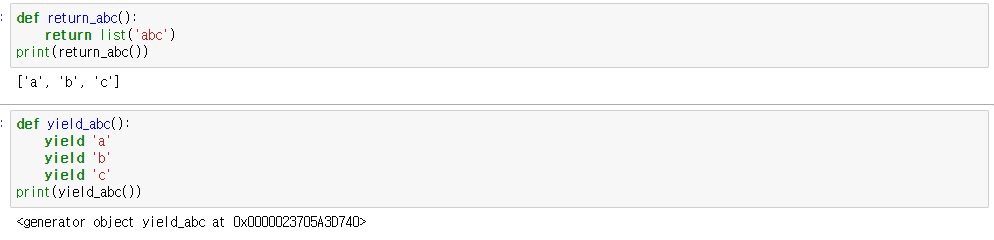 def return_abc():
    return list('abc')
print(return_abc())
['a', 'b', 'c']
def yield_abc():
    yield 'a'
    yield 'b'
    yield 'c'
print(yield_abc())
<generator object yield_abc at 0x0000023705A3D740>